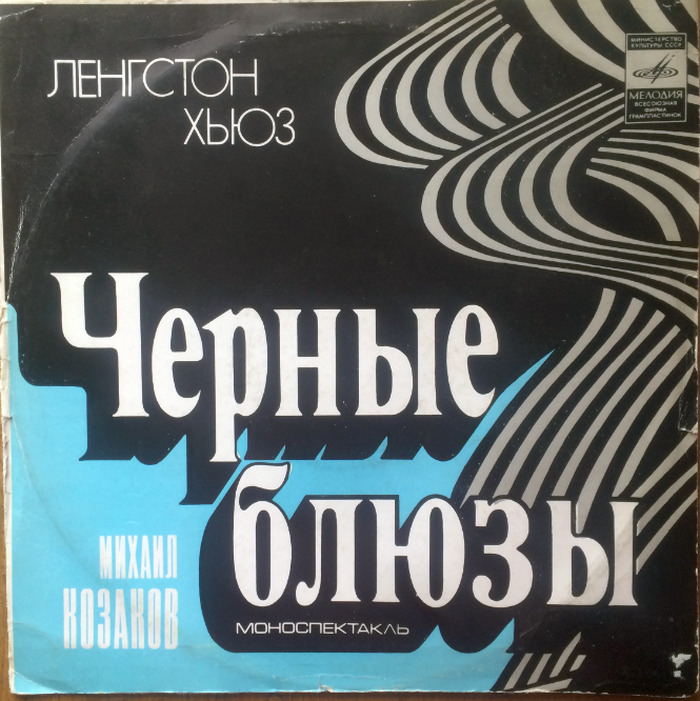 ЛЕНГСТОН
ХЬЮЗ
МИНИСТЕРСТВО
КУЛЬТУРЫ СССР
МЕЛОДИЯ
ВСЕСОЮЗНАЯ
ФИРМА
ГРАМПЛАСТИНОК
Черные
блюзы
МИХАИЛ
КОЗАКОВ
МОНОСПЕКТАКЛЬ